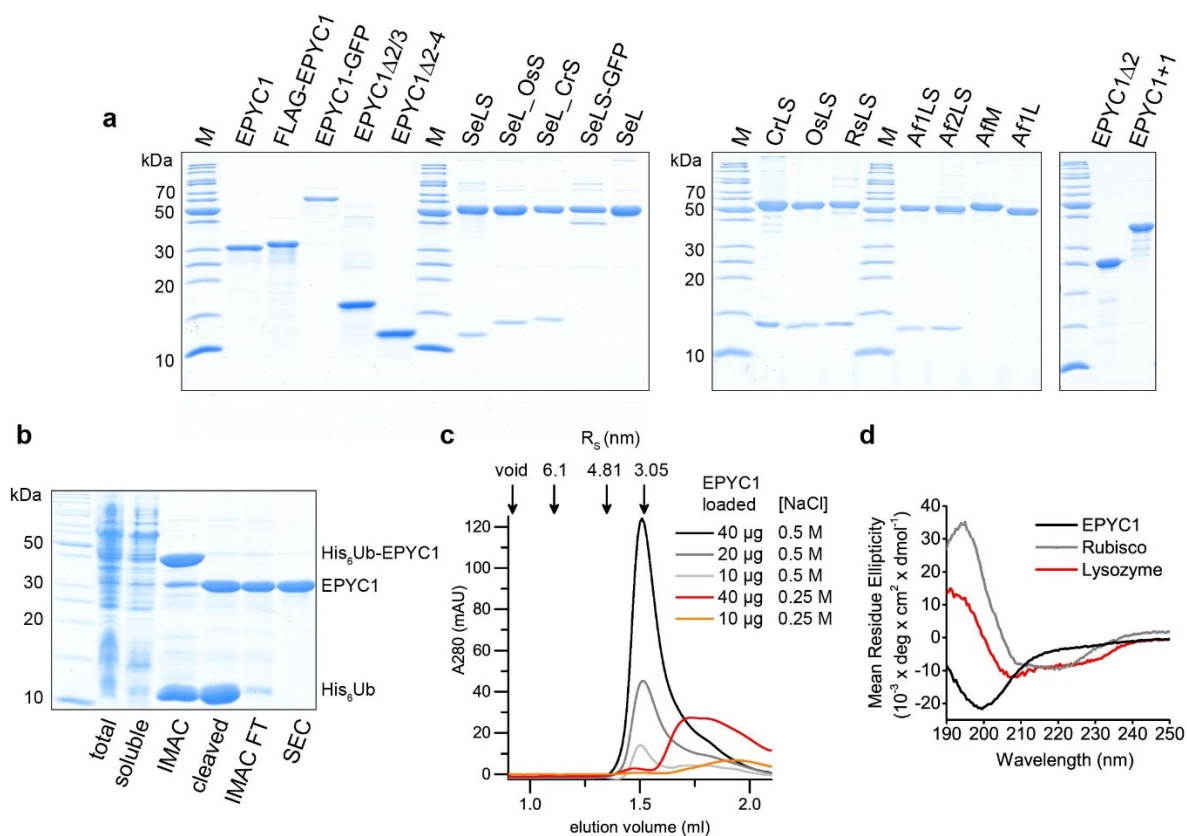 a
kDa
M
EPYC1
FLAG-EPYC1
EPYC1-GFP
EPYC1Δ2/3
EPYC1Δ2-4
M
SeLS
SeL_OsS
SeL_CrS
SeLS-GFP
SeL
70
50
30
20
10
kDa
M
CrLS
OsLS
RsLS
M
Af1LS
Af2LS
AfM
Af1L
70
50
30
20
10
EPYC1Δ2
EPYC1+1
b
kDa
50
30
20
10
His6Ub-EPYC1
EPYC1
His6Ub
total
soluble
IMAC
cleaved
IMAC FT
SEC
c
Rs (nm)
void 6.1 4.81 3.05
EPYC1 loaded [NaCl]
40 µg 0.5 M
20 µg 0.5 M
10 µg 0.5 M
40 µg 0.25 M
10 µg 0.25 M
A280 (mAU)
120
100
80
60
40
20
0
1.0 1.5 2.0
elution volume (ml)
d
EPYC1
Rubisco
Lysozyme
Mean Residue Ellipticity
(10-3 x deg x cm2 x dmol-1)
40
30
20
10
0
-10
-20
190 200 210 220 230 240 250
Wavelength (nm)